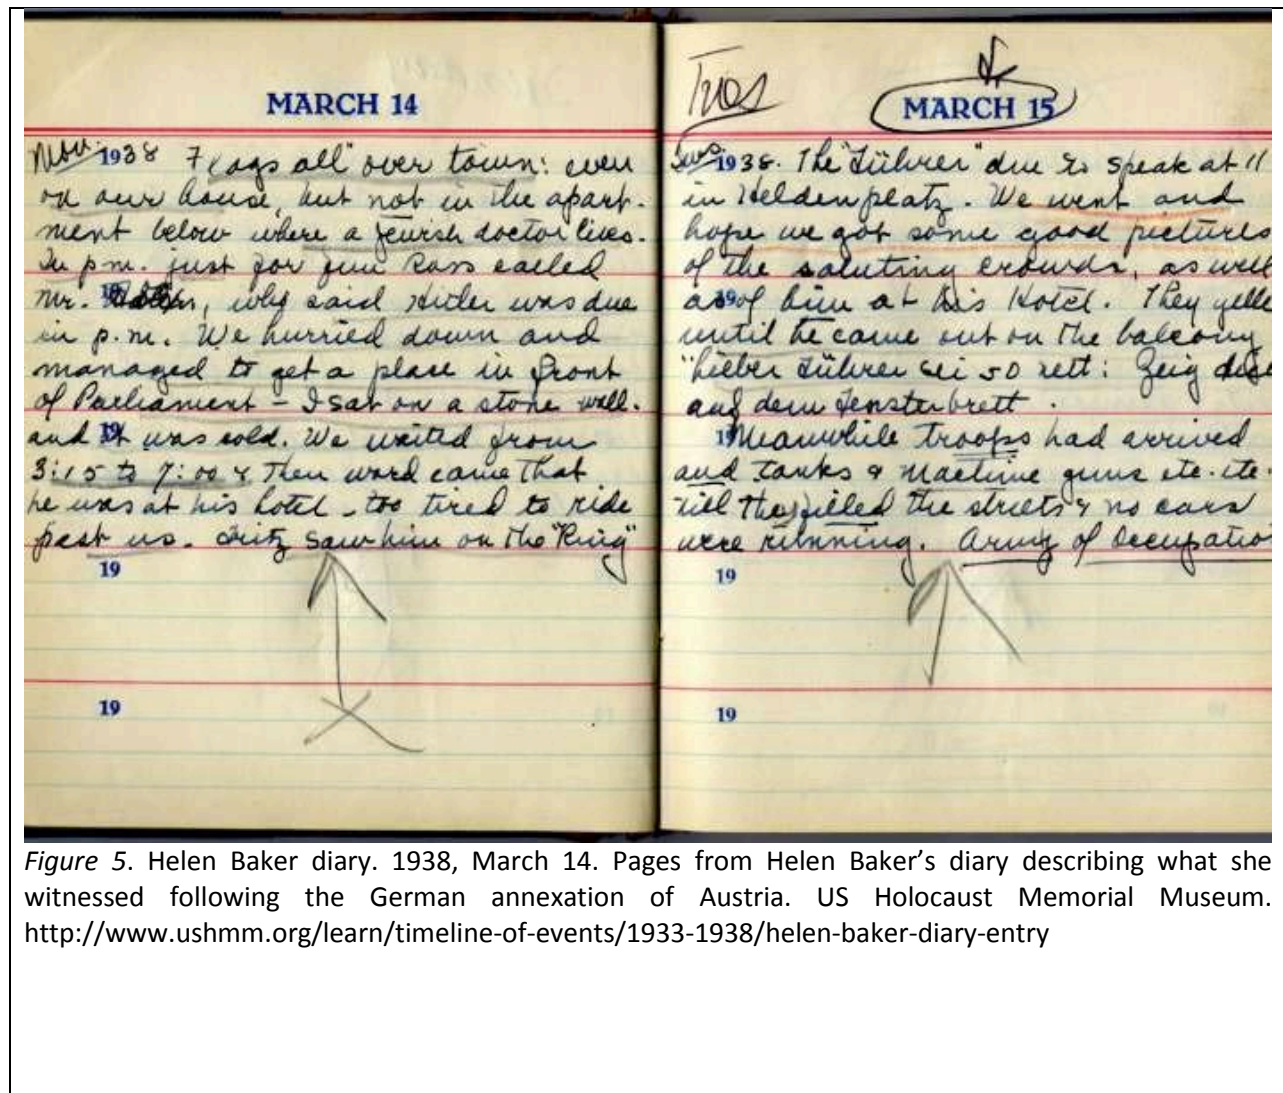 MARCH 14
Mon. 1938 Flags all over town: even
on our house, but not in the apart-
ment below where a Jewish doctor lives.
In p.m. just for fun Ross called
Mr. , who said Hitler was due
in p.m. We hurried down and
managed to get a place in front
of Parliament - I sat on a stone wall.
and it was cold. We waited from
3:15 to 7:00 & then word came that
he was at his hotel - too tired to ride
past us. Fritz saw him on the "Ring"
19
19
19
19
Tues
MARCH 15
Tues. 1938. The "Führer" due to speak at 11
in Heldenplatz. We went and
hope we got some good pictures
of the saluting crowds, as well
as of him at his Hotel. They yelle
until he came out on the balcony
"Lieber Führer sei so nett: Zeig dich
auf dem Fensterbrett.
Meanwhile troops had arrived
and tanks & machine guns etc. etc.
till they filled the streets & no cars
were running. Army of Occupatio
19
19
19
19
Figure 5. Helen Baker diary. 1938, March 14. Pages from Helen Baker’s diary describing what she
witnessed following the German annexation of Austria. US Holocaust Memorial Museum.
http://www.ushmm.org/learn/timeline-of-events/1933-1938/helen-baker-diary-entry